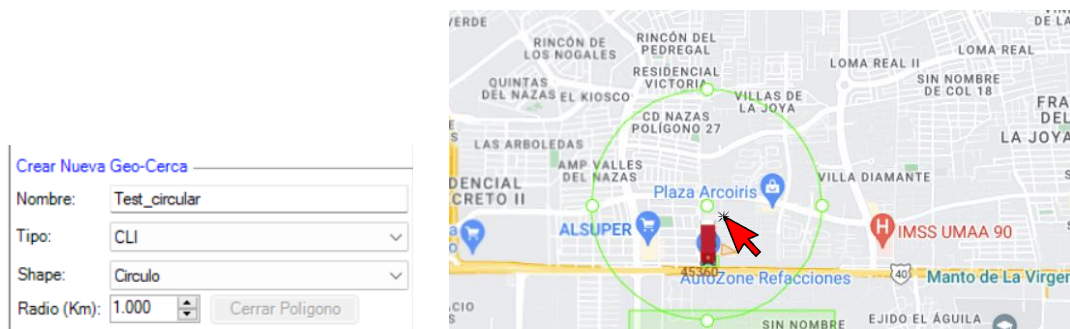 Crear Nueva Geo-Cerca
Nombre: Test_circular
Tipo: CLI
Shape: Circulo
Radio (Km): 1.000 Cerrar Poligono
VERDE
RINCÓN DE
LOS NOGALES
RINCÓN DEL
PEDREGAL
DE LA
LOMA REAL II
LOMA REAL
RESIDENCIAL
VICTORIA
QUINTAS
DEL NAZAS
EL KIOSCO
VILLAS DE
LA JOYA
SIN NOMBRE
DE COL 18
FRA
DEL
LA JOYA
CD NAZAS
POLÍGONO 27
LAS ARBOLEDAS
AMP VALLES
DEL NAZAS
DENCIAL
CRETO II
Plaza Arcoiris
VILLA DIAMANTE
ALSUPER
H
IMSS UMAA 90
45360
AutoZone Refacciones
40
Manto de La Virgen
CIO
SIN NOMBRE
EJIDO EL ÁGUILA